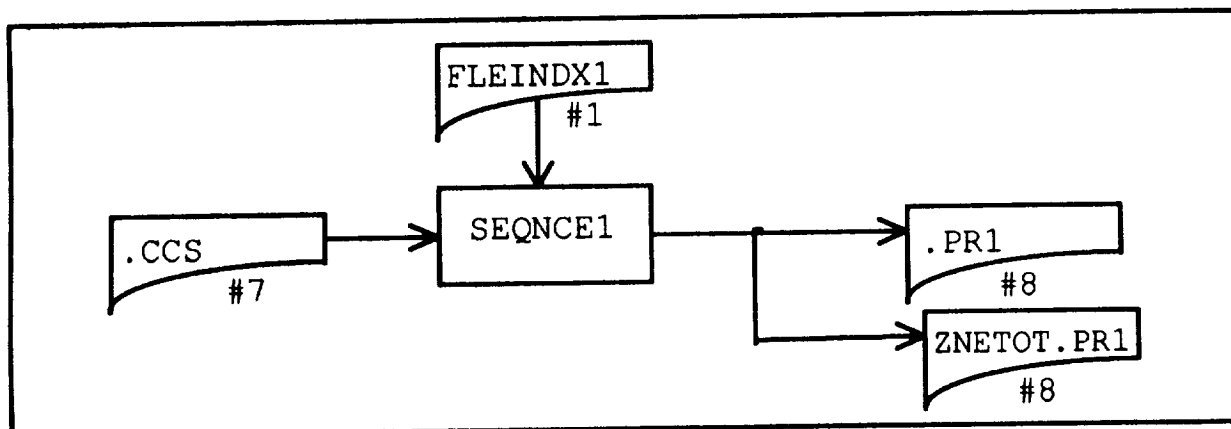 FLEINDX1
#1
SEQNCE1
.CCS
#7
.PR1
#8
ZNETOT.PR1
#8